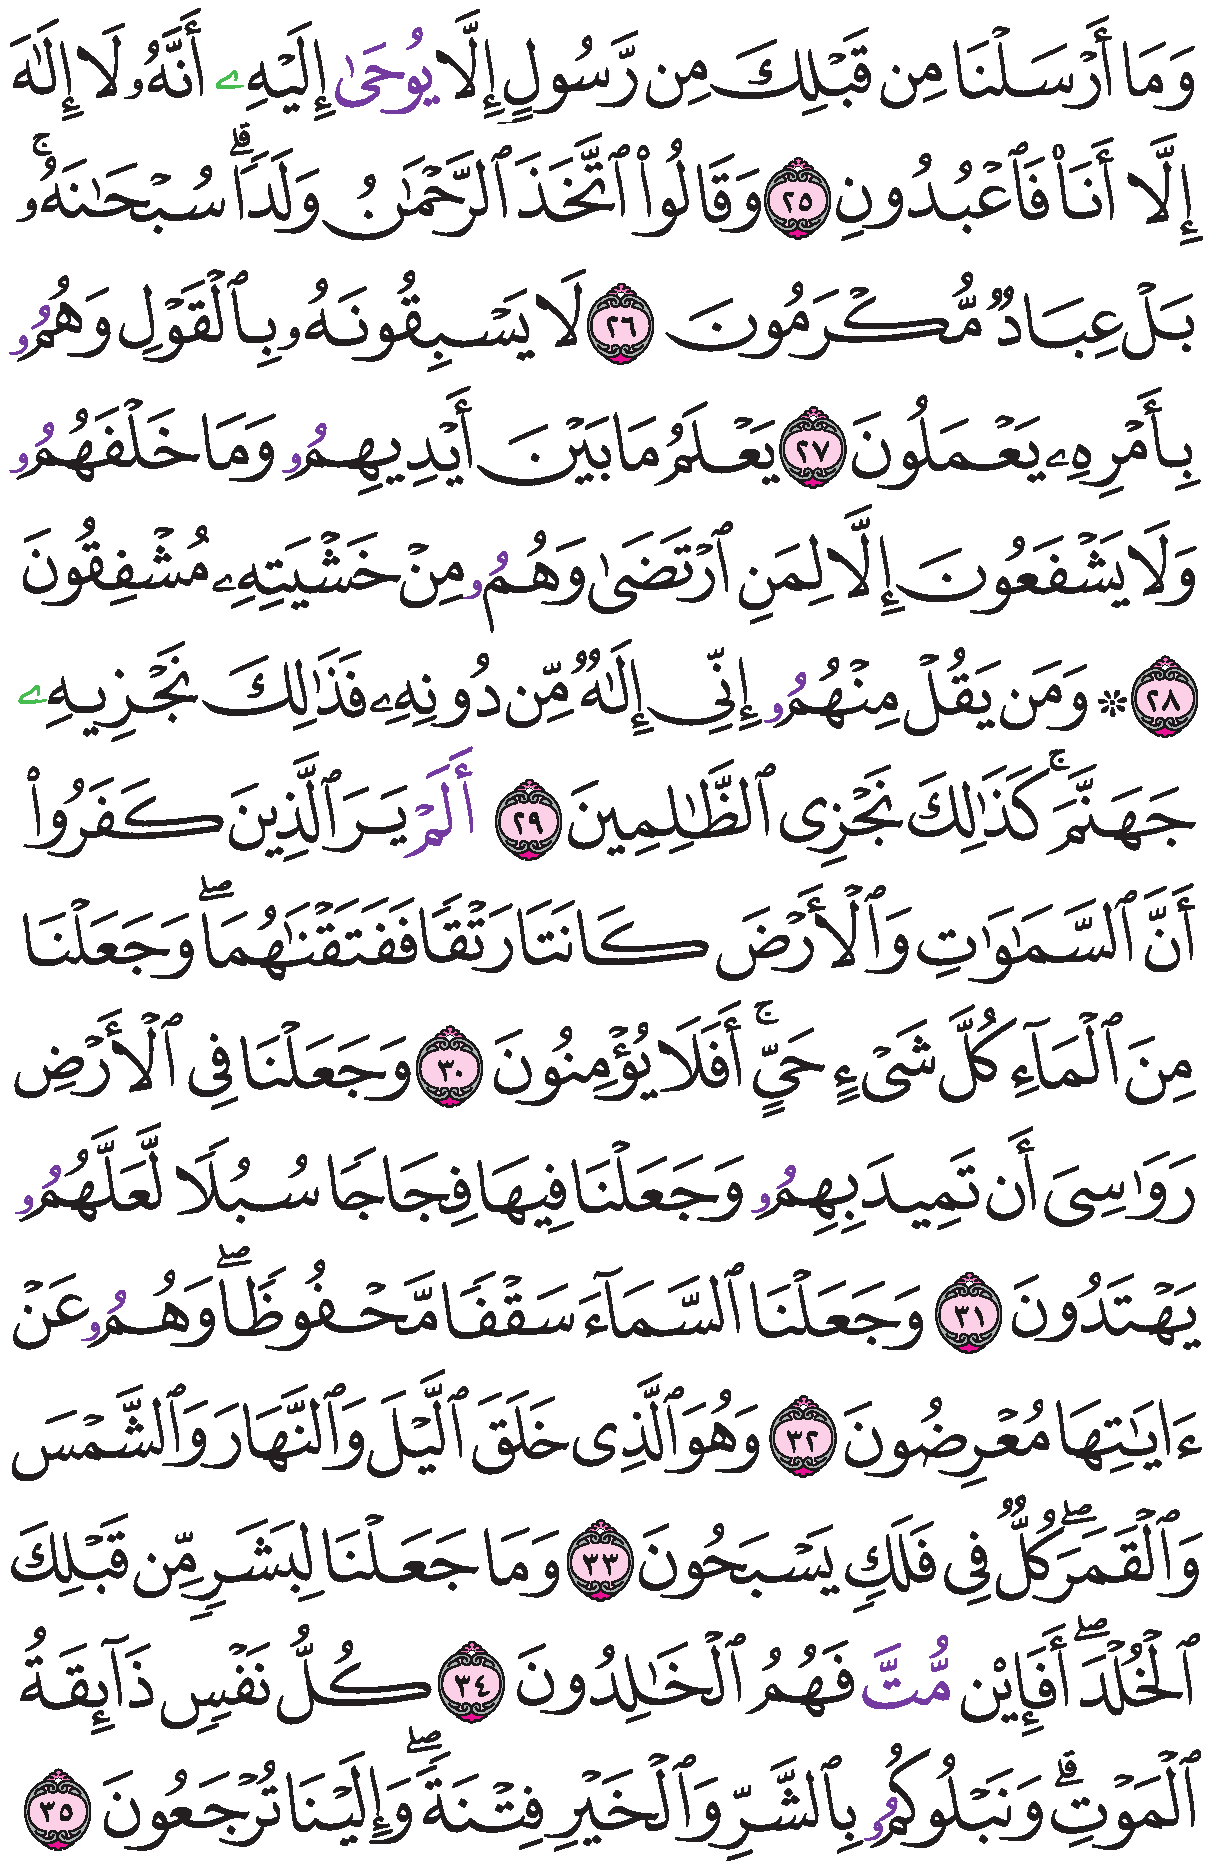 وَمَا أَرْسَلْنَا مِن قَبْلِكَ مِن رَّسُولٍ إِلَّا يُوحَىٰ إِلَيْهِۦ أَنَّهُۥ لَا إِلَٰهَ
إِلَّا أَنَا۠ فَٱعْبُدُونِ ٢٥ وَقَالُوا۟ ٱتَّخَذَ ٱلرَّحْمَٰنُ وَلَدًا ۗ سُبْحَٰنَهُۥ ۚ
بَلْ عِبَادٌ مُّكْرَمُونَ ٢٦ لَا يَسْبِقُونَهُۥ بِٱلْقَوْلِ وَهُمُۥ
بِأَمْرِهِۦ يَعْمَلُونَ ٢٧ يَعْلَمُ مَا بَيْنَ أَيْدِيهِمُۥ وَمَا خَلْفَهُمُۥ
وَلَا يَشْفَعُونَ إِلَّا لِمَنِ ٱرْتَضَىٰ وَهُمُۥ مِنْ خَشْيَتِهِۦ مُشْفِقُونَ
٢٨ ۞ وَمَن يَقُلْ مِنْهُمُۥ إِنِّى إِلَٰهٌ مِّن دُونِهِۦ فَذَٰلِكَ نَجْزِيهِۦ
جَهَنَّمَ ۚ كَذَٰلِكَ نَجْزِى ٱلظَّٰلِمِينَ ٢٩ أَلَمْ يَرَ ٱلَّذِينَ كَفَرُوا۟
أَنَّ ٱلسَّمَٰوَٰتِ وَٱلْأَرْضَ كَانَتَا رَتْقًا فَفَتَقْنَٰهُمَا ۖ وَجَعَلْنَا
مِنَ ٱلْمَآءِ كُلَّ شَىْءٍ حَىٍّ ۚ أَفَلَا يُؤْمِنُونَ ٣٠ وَجَعَلْنَا فِى ٱلْأَرْضِ
رَوَٰسِىَ أَن تَمِيدَ بِهِمُۥ وَجَعَلْنَا فِيهَا فِجَاجًا سُبُلًا لَّعَلَّهُمُۥ
يَهْتَدُونَ ٣١ وَجَعَلْنَا ٱلسَّمَآءَ سَقْفًا مَّحْفُوظًا ۖ وَهُمُۥ عَنْ
ءَايَٰتِهَا مُعْرِضُونَ ٣٢ وَهُوَ ٱلَّذِى خَلَقَ ٱلَّيْلَ وَٱلنَّهَارَ وَٱلشَّمْسَ
وَٱلْقَمَرَ ۖ كُلٌّ فِى فَلَكٍ يَسْبَحُونَ ٣٣ وَمَا جَعَلْنَا لِبَشَرٍ مِّن قَبْلِكَ
ٱلْخُلْدَ ۖ أَفَإِي۟ن مُّتَّ فَهُمُ ٱلْخَٰلِدُونَ ٣٤ كُلُّ نَفْسٍ ذَآئِقَةُ
ٱلْمَوْتِ ۗ وَنَبْلُوكُمُۥ بِٱلشَّرِّ وَٱلْخَيْرِ فِتْنَةً ۖ وَإِلَيْنَا تُرْجَعُونَ ٣٥